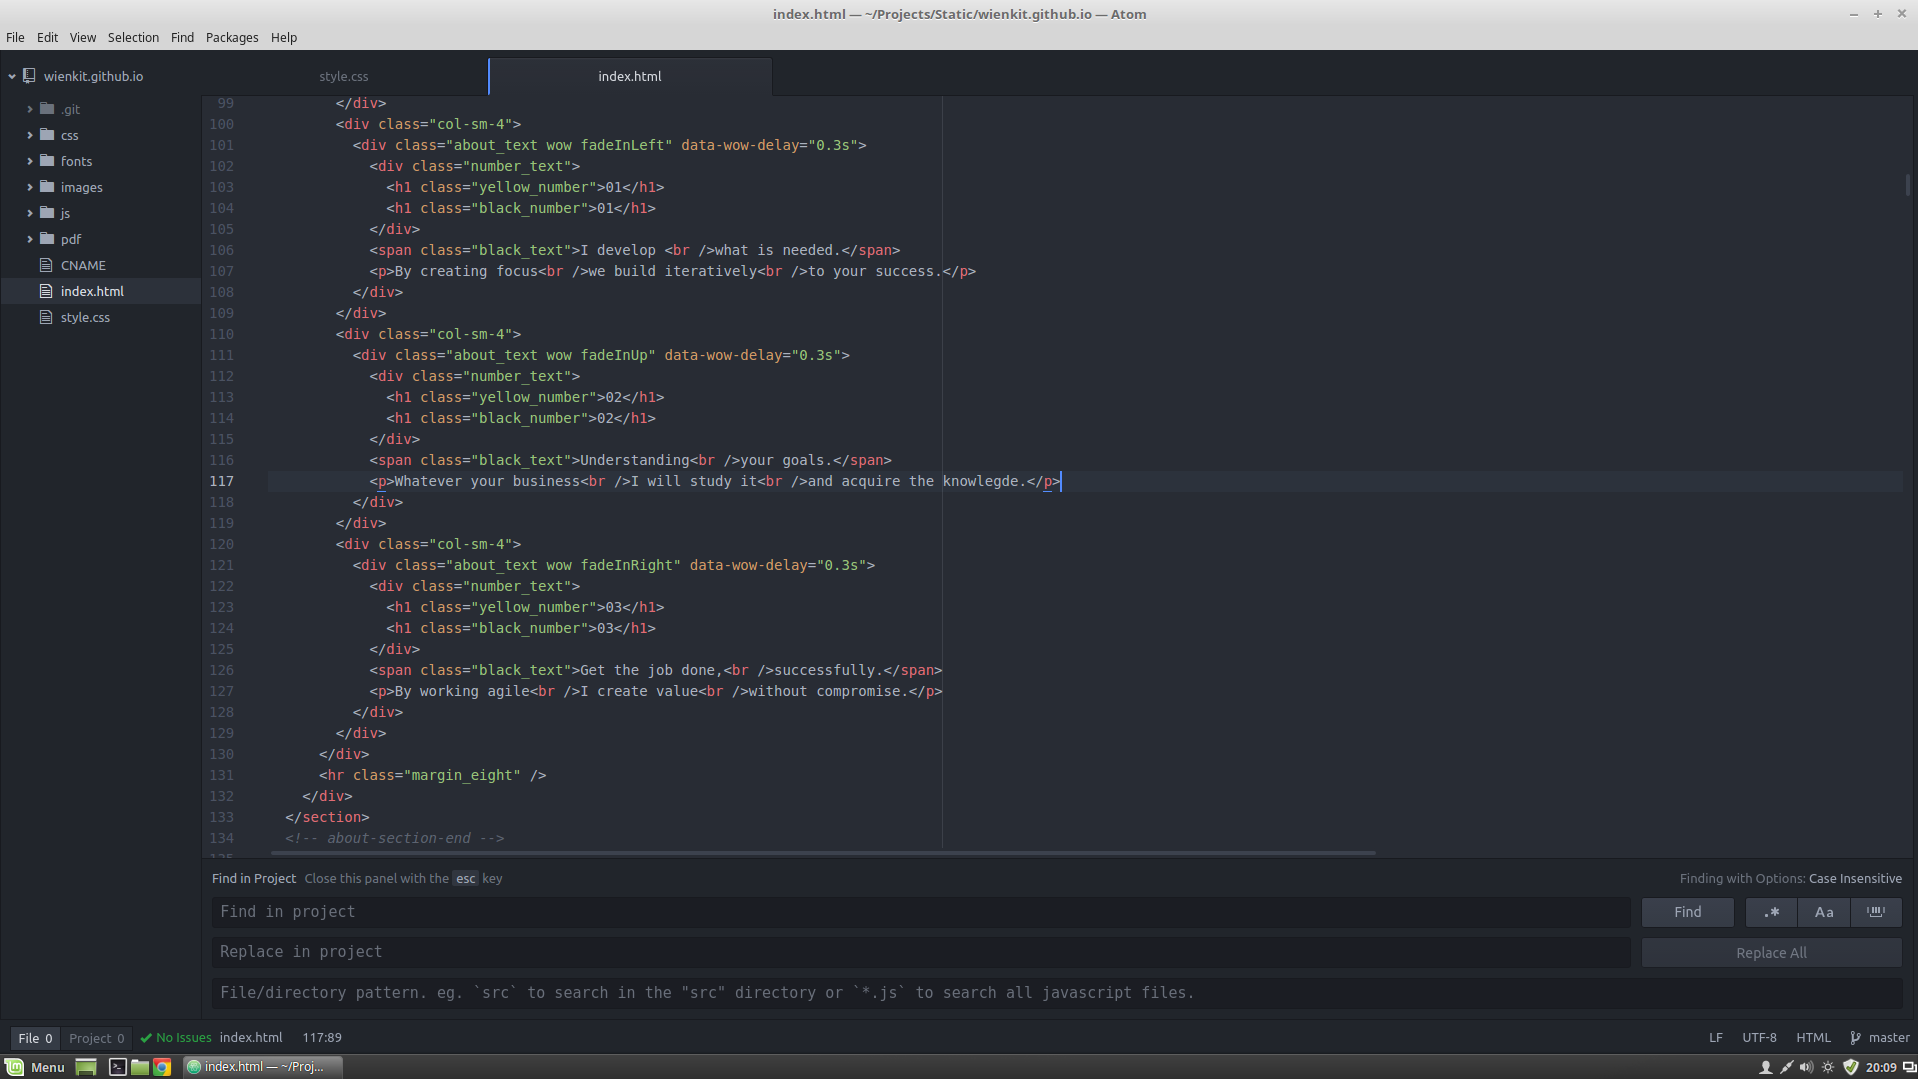 index.html — ~/Projects/Static/wienkit.github.io — Atom
File Edit View Selection Find Packages Help
wienkit.github.io
.git
css
fonts
images
js
pdf
CNAME
index.html
style.css
style.css index.html
99 </div>
100 <div class="col-sm-4">
101 <div class="about_text wow fadeInLeft" data-wow-delay="0.3s">
102 <div class="number_text">
103 <h1 class="yellow_number">01</h1>
104 <h1 class="black_number">01</h1>
105 </div>
106 <span class="black_text">I develop <br />what is needed.</span>
107 <p>By creating focus<br />we build iteratively<br />to your success.</p>
108 </div>
109 </div>
110 <div class="col-sm-4">
111 <div class="about_text wow fadeInUp" data-wow-delay="0.3s">
112 <div class="number_text">
113 <h1 class="yellow_number">02</h1>
114 <h1 class="black_number">02</h1>
115 </div>
116 <span class="black_text">Understanding<br />your goals.</span>
117 <p>Whatever your business<br />I will study it<br />and acquire the knowlegde.</p>
118 </div>
119 </div>
120 <div class="col-sm-4">
121 <div class="about_text wow fadeInRight" data-wow-delay="0.3s">
122 <div class="number_text">
123 <h1 class="yellow_number">03</h1>
124 <h1 class="black_number">03</h1>
125 </div>
126 <span class="black_text">Get the job done,<br />successfully.</span>
127 <p>By working agile<br />I create value<br />without compromise.</p>
128 </div>
129 </div>
130 </div>
131 <hr class="margin_eight" />
132 </div>
133 </section>
134 <!-- about-section-end -->
Find in Project Close this panel with the esc key Finding with Options: Case Insensitive
Find in project Find .* Aa
Replace in project Replace All
File/directory pattern. eg. `src` to search in the "src" directory or `*.js` to search all javascript files.
File 0 Project 0 No Issues index.html 117:89 LF UTF-8 HTML master
Menu index.html — ~/Proj... 20:09